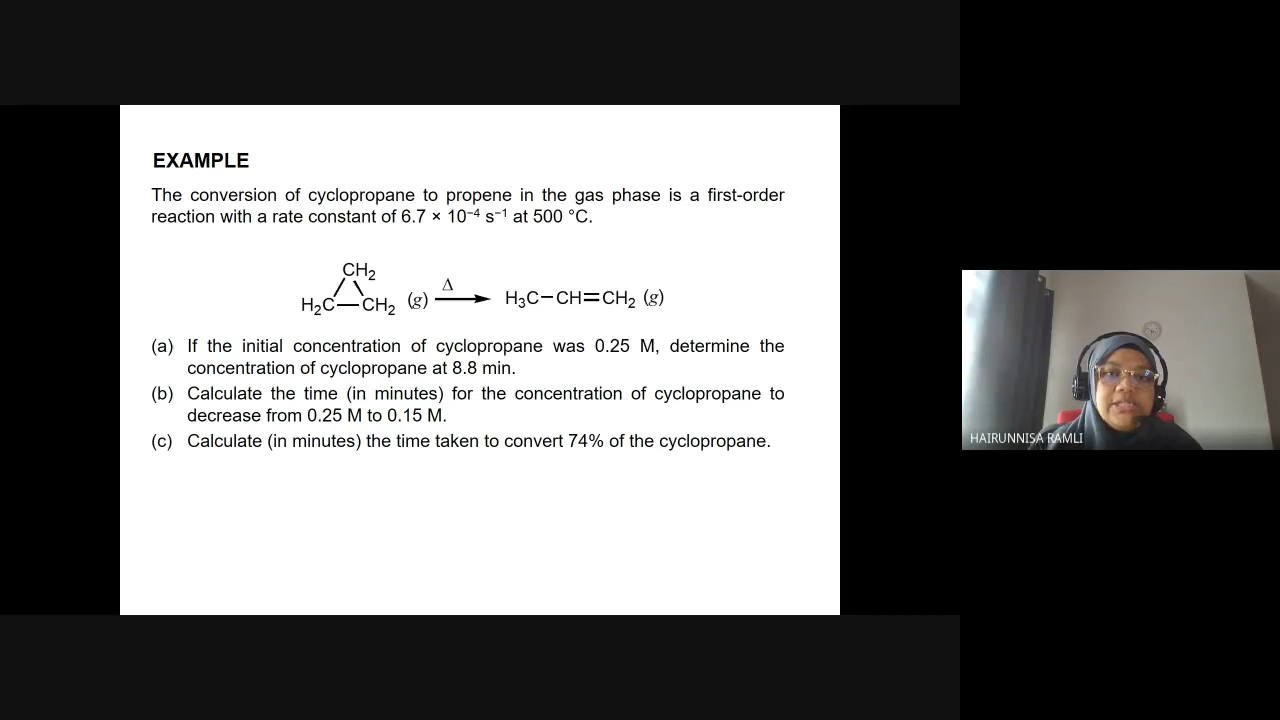 EXAMPLE
The conversion of cyclopropane to propene in the gas phase is a first-order
reaction with a rate constant of 6.7 × 10⁻⁴ s⁻¹ at 500 °C.
CH₂
H₂C—CH₂ (g) Δ H₃C−CH=CH₂ (g)
(a) If the initial concentration of cyclopropane was 0.25 M, determine the
concentration of cyclopropane at 8.8 min.
(b) Calculate the time (in minutes) for the concentration of cyclopropane to
decrease from 0.25 M to 0.15 M.
(c) Calculate (in minutes) the time taken to convert 74% of the cyclopropane.
HAIRUNNISA RAMLI